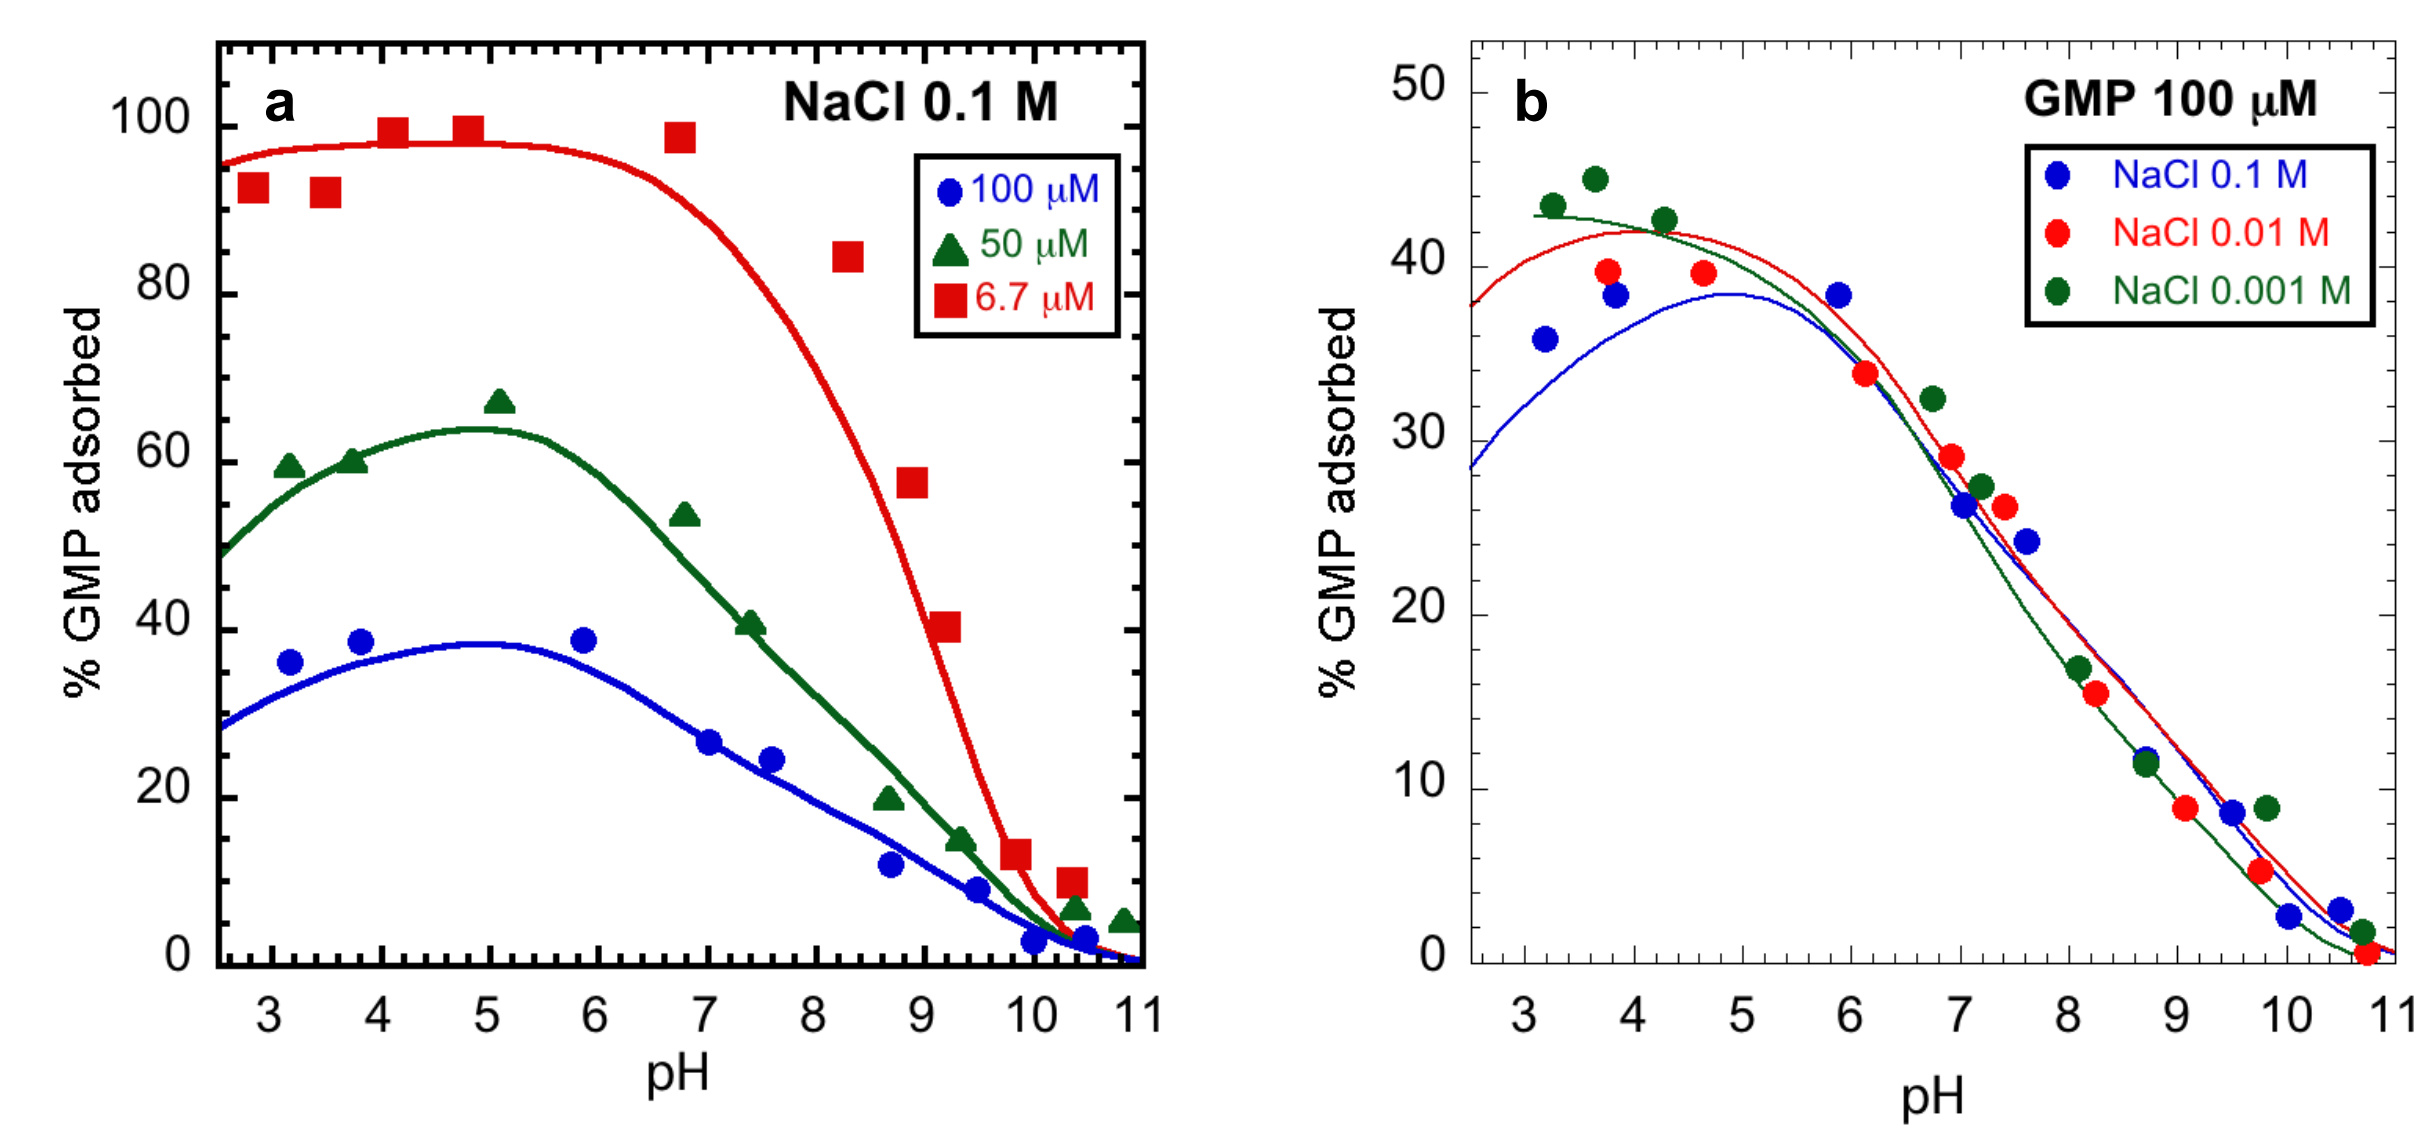 a
NaCl 0.1 M
100 μM
50 μM
6.7 μM
100
80
60
40
20
0
% GMP adsorbed
3 4 5 6 7 8 9 10 11
pH
b
GMP 100 μM
NaCl 0.1 M
NaCl 0.01 M
NaCl 0.001 M
50
40
30
20
10
0
% GMP adsorbed
3 4 5 6 7 8 9 10 11
pH